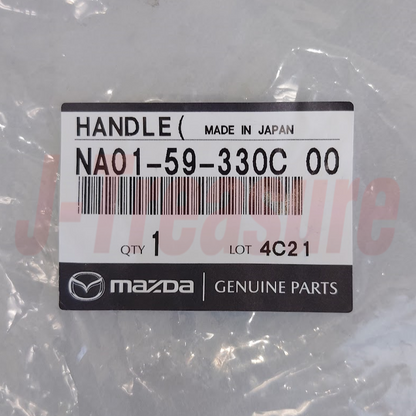 HANDLE( MADE IN JAPAN
NA01-59-330C 00
J-Treasure
QTY 1 LOT 4C21
mazda GENUINE PARTS